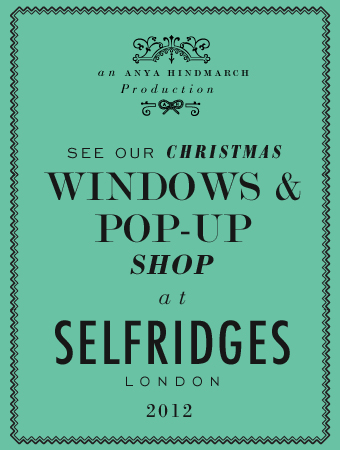 an ANYA HINDMARCH
Production
SEE OUR CHRISTMAS
WINDOWS &
POP-UP
SHOP
at
SELFRIDGES
LONDON
2012